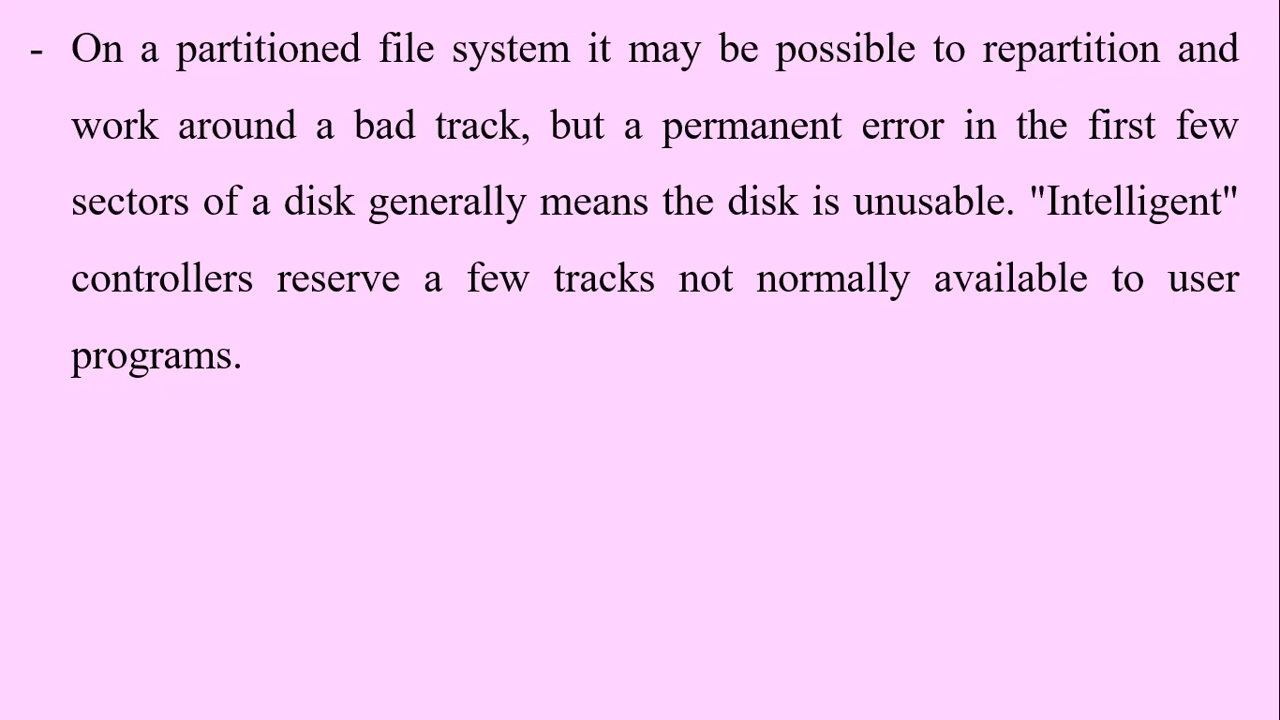 - On a partitioned file system it may be possible to repartition and
work around a bad track, but a permanent error in the first few
sectors of a disk generally means the disk is unusable. "Intelligent"
controllers reserve a few tracks not normally available to user
programs.